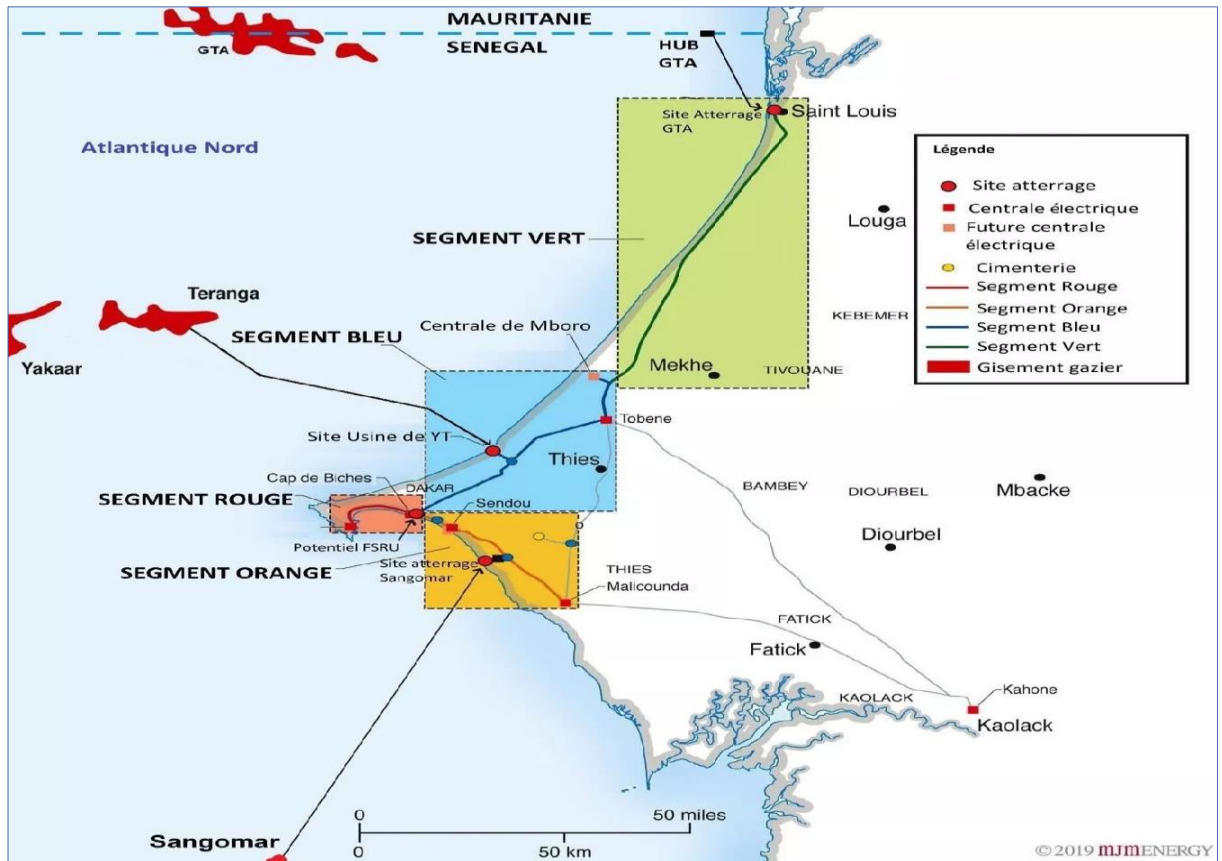 MAURITANIE
SENEGAL
GTA
HUB
GTA
Site Atterrage
GTA
Saint Louis
Atlantique Nord
Légende
Site atterrage
Centrale électrique
Future centrale
électrique
Cimenterie
Segment Rouge
Segment Orange
Segment Bleu
Segment Vert
Gisement gazier
Louga
SEGMENT VERT
Teranga
SEGMENT BLEU
Centrale de Mboro
KEBEMER
Yakaar
Mekhe
TIVOUANE
Tobene
Site Usine de YT
Thies
Cap de Biches
DAKAR
BAMBEY
DIOURBEL
Mbacke
SEGMENT ROUGE
Sendou
Diourbel
Potentiel FSRU
SEGMENT ORANGE
Site atterrage
Sangomar
THIES
Malicounda
FATICK
Fatick
KAOLACK
Kahone
Kaolack
0
50 miles
0
50 km
Sangomar
© 2019 MJMENERGY